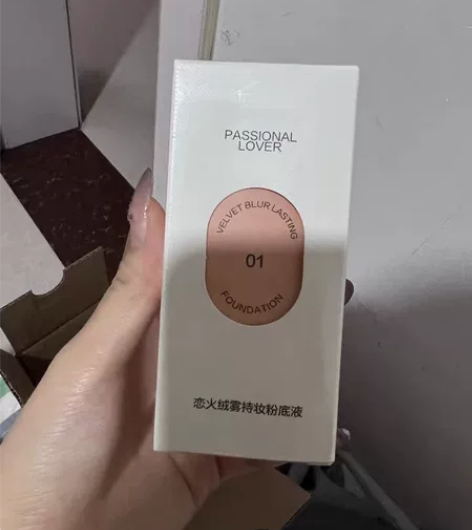 PASSIONAL
LOVER
VELVET BLUR LASTING
01
FOUNDATION
恋火绒雾持妆粉底液